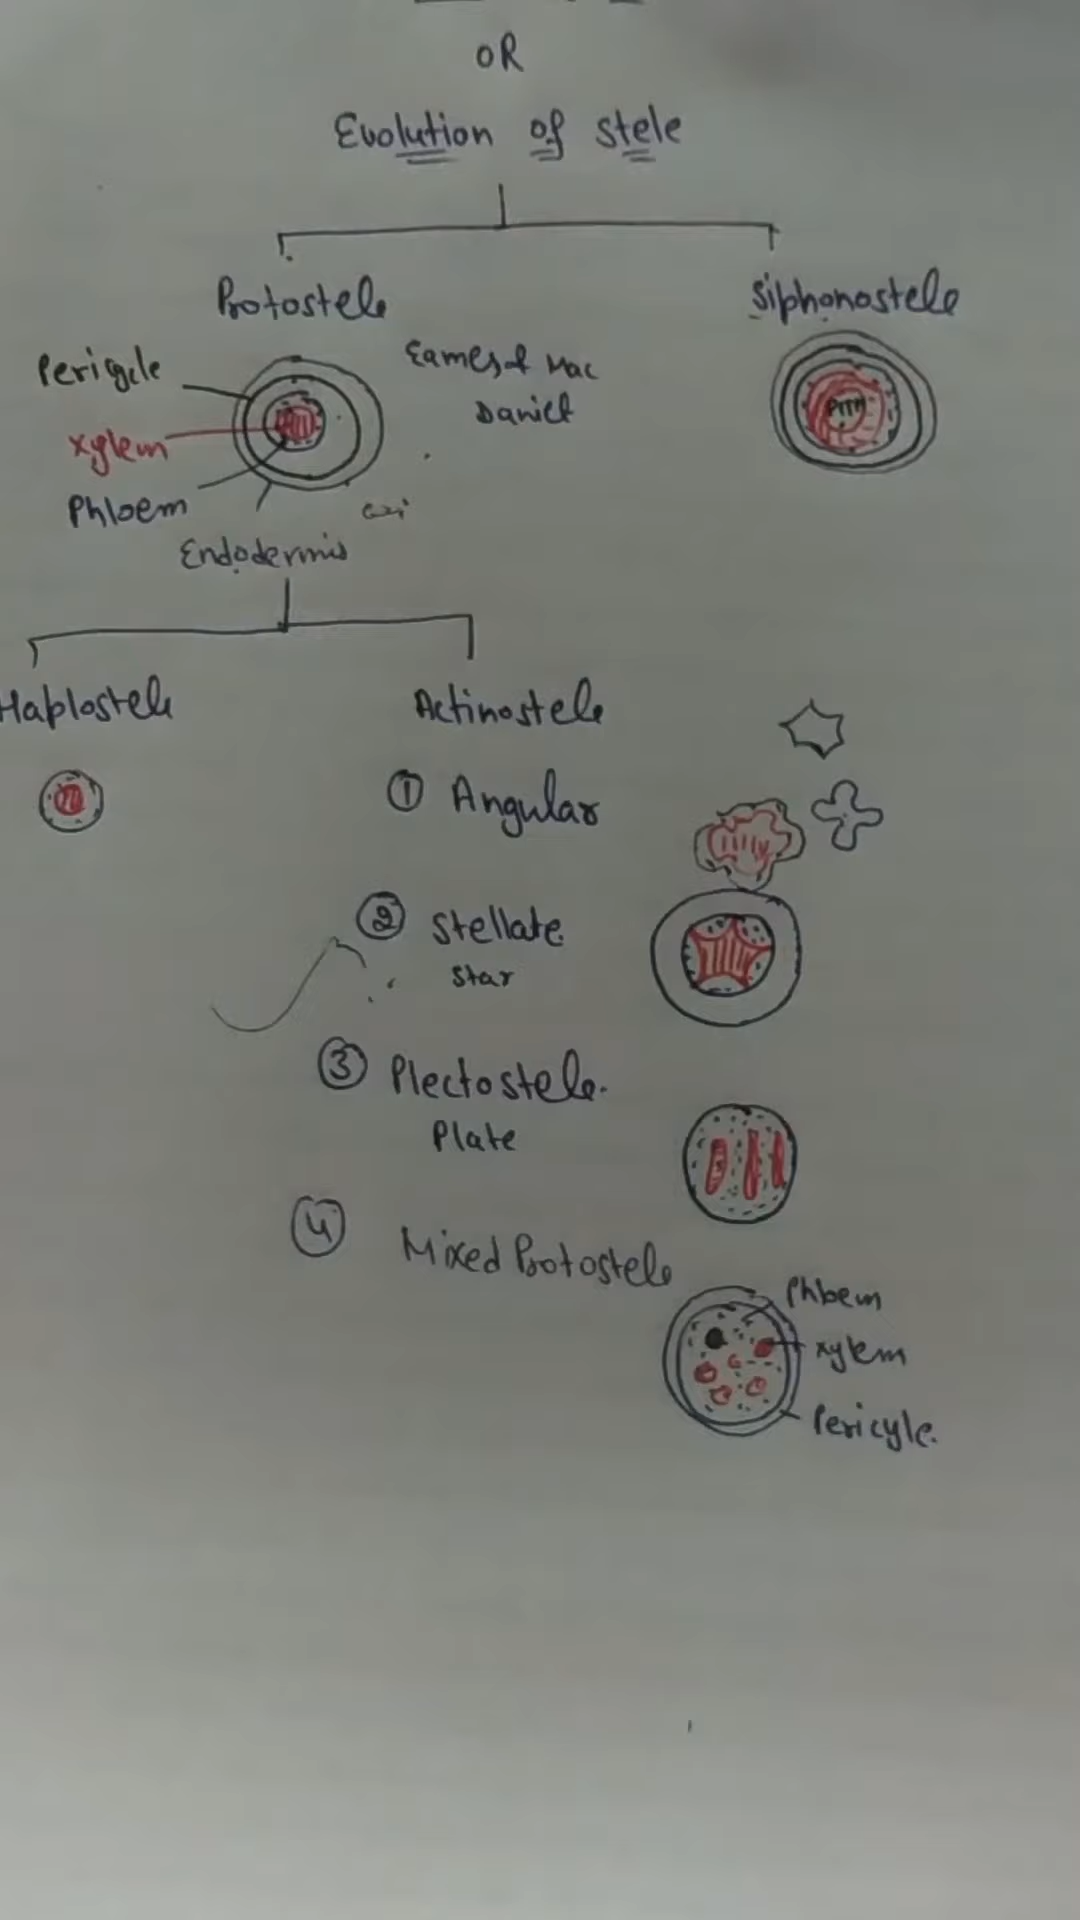 OR
Evolution of stele
Protostele
Siphonostele
Pericycle
Eames & Mac
Daniel
PITH
xylem
Phloem
Endodermis
Haplostele
Actinostele
① Angular
② Stellate
Star
③ Plectostele.
Plate
④ Mixed Protostele
Phloem
xylem
Pericyle.